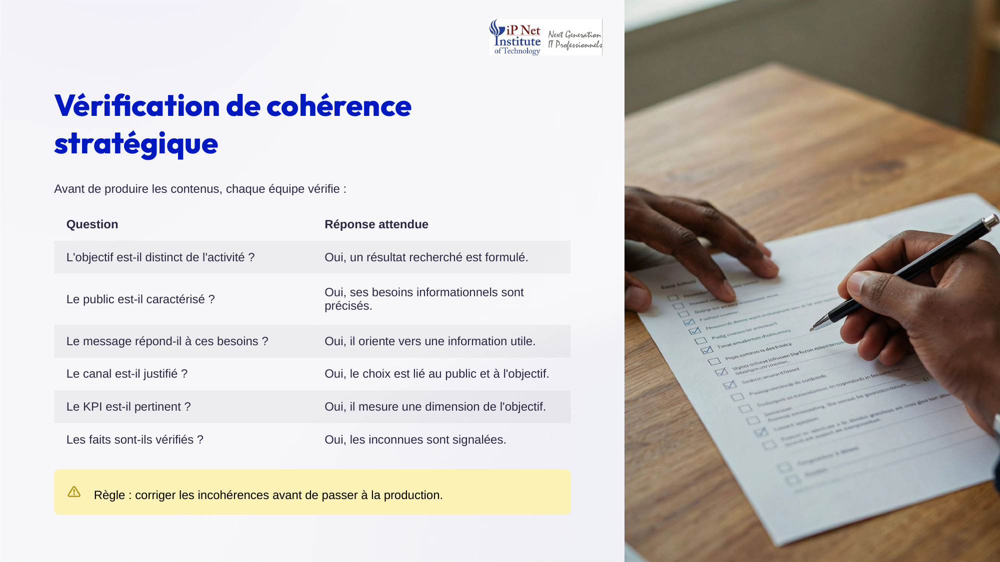 iP Net
Institute
of Technology
Next Generation
IT Professionnels
Vérification de cohérence
stratégique
Avant de produire les contenus, chaque équipe vérifie :
Question
Réponse attendue
L'objectif est-il distinct de l'activité ?
Oui, un résultat recherché est formulé.
Le public est-il caractérisé ?
Oui, ses besoins informationnels sont
précisés.
Le message répond-il à ces besoins ?
Oui, il oriente vers une information utile.
Le canal est-il justifié ?
Oui, le choix est lié au public et à l'objectif.
Le KPI est-il pertinent ?
Oui, il mesure une dimension de l'objectif.
Les faits sont-ils vérifiés ?
Oui, les inconnues sont signalées.
Règle : corriger les incohérences avant de passer à la production.